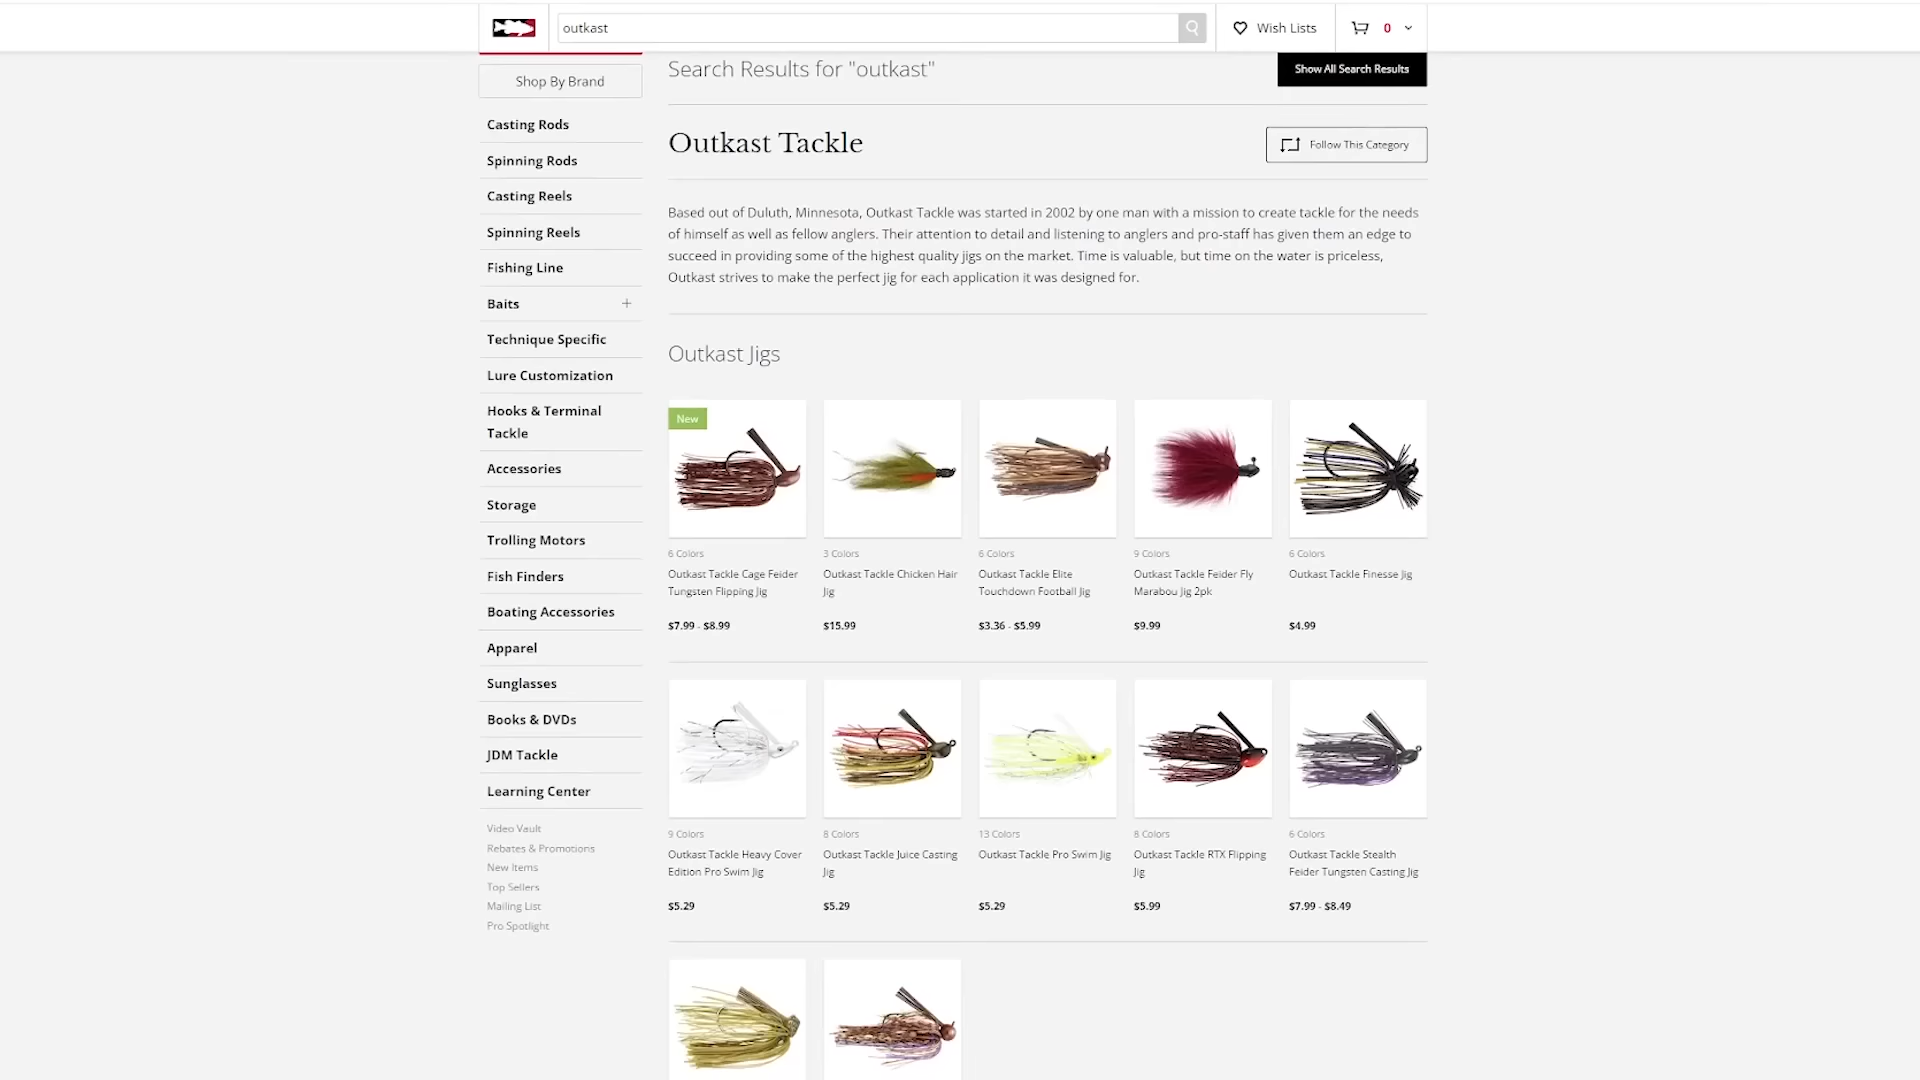 outkast
Wish Lists
0
Shop By Brand
Casting Rods
Spinning Rods
Casting Reels
Spinning Reels
Fishing Line
Baits +
Technique Specific
Lure Customization
Hooks & Terminal
Tackle
Accessories
Storage
Trolling Motors
Fish Finders
Boating Accessories
Apparel
Sunglasses
Books & DVDs
JDM Tackle
Learning Center
Video Vault
Rebates & Promotions
New Items
Top Sellers
Mailing List
Pro Spotlight
Search Results for "outkast"
Show All Search Results
Outkast Tackle
Follow This Category
Based out of Duluth, Minnesota, Outkast Tackle was started in 2002 by one man with a mission to create tackle for the needs
of himself as well as fellow anglers. Their attention to detail and listening to anglers and pro-staff has given them an edge to
succeed in providing some of the highest quality jigs on the market. Time is valuable, but time on the water is priceless,
Outkast strives to make the perfect jig for each application it was designed for.
Outkast Jigs
New
6 Colors
Outkast Tackle Cage Feider
Tungsten Flipping Jig
$7.99 - $8.99
3 Colors
Outkast Tackle Chicken Hair
Jig
$15.99
6 Colors
Outkast Tackle Elite
Touchdown Football Jig
$3.36 - $5.99
9 Colors
Outkast Tackle Feider Fly
Marabou Jig 2pk
$9.99
6 Colors
Outkast Tackle Finesse Jig
$4.99
9 Colors
Outkast Tackle Heavy Cover
Edition Pro Swim Jig
$5.29
8 Colors
Outkast Tackle Juice Casting
Jig
$5.29
13 Colors
Outkast Tackle Pro Swim Jig
$5.29
8 Colors
Outkast Tackle RTX Flipping
Jig
$5.99
6 Colors
Outkast Tackle Stealth
Feider Tungsten Casting Jig
$7.99 - $8.49